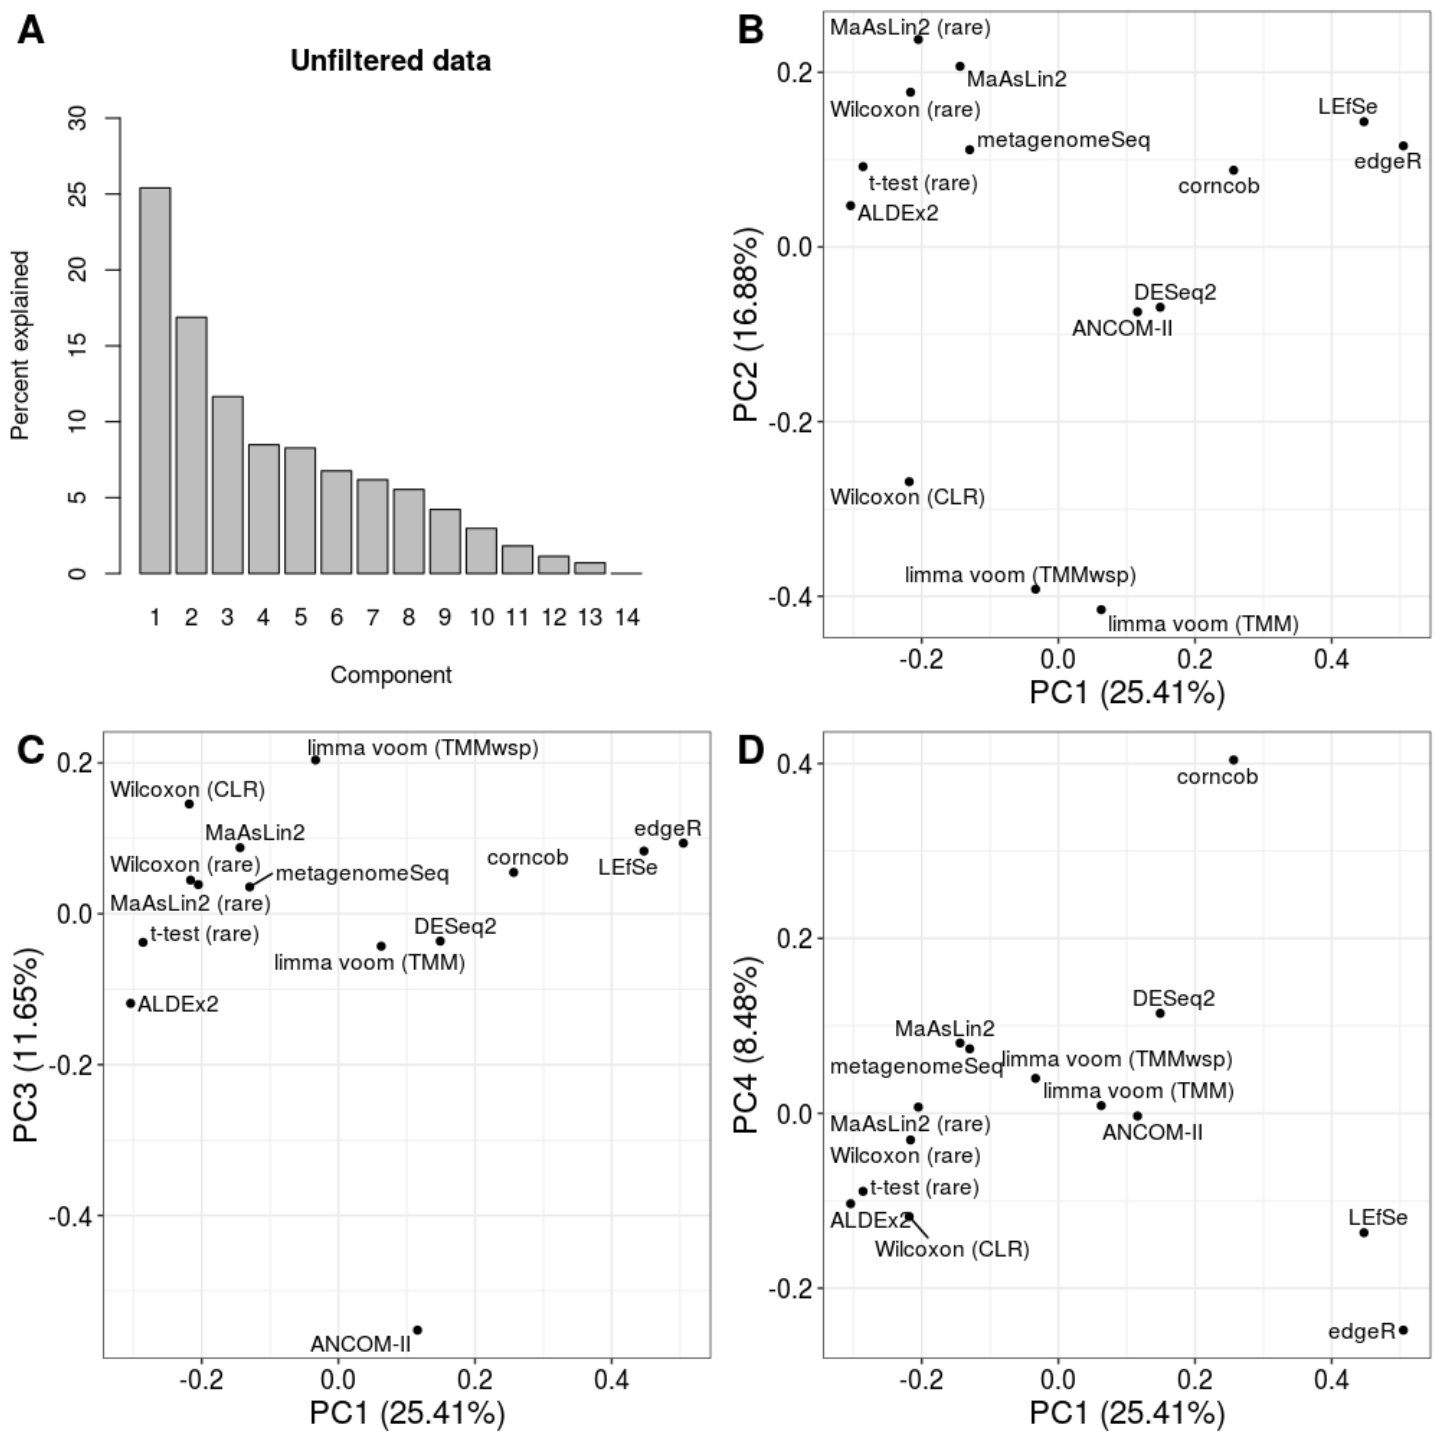 A
Unfiltered data
Percent explained
30
25
20
15
10
5
0
1 2 3 4 5 6 7 8 9 10 11 12 13 14
Component
B
MaAsLin2 (rare)
MaAsLin2
Wilcoxon (rare)
metagenomeSeq
t-test (rare)
ALDEx2
LEfSe
edgeR
corncob
DESeq2
ANCOM-II
Wilcoxon (CLR)
limma voom (TMMwsp)
limma voom (TMM)
PC2 (16.88%)
0.2
0.0
-0.2
-0.4
-0.2 0.0 0.2 0.4
PC1 (25.41%)
C
limma voom (TMMwsp)
Wilcoxon (CLR)
MaAsLin2
Wilcoxon (rare)
metagenomeSeq
MaAsLin2 (rare)
t-test (rare)
ALDEx2
edgeR
LEfSe
corncob
DESeq2
limma voom (TMM)
ANCOM-II
PC3 (11.65%)
0.2
0.0
-0.2
-0.4
-0.2 0.0 0.2 0.4
PC1 (25.41%)
D
corncob
DESeq2
MaAsLin2
metagenomeSeq
limma voom (TMMwsp)
limma voom (TMM)
MaAsLin2 (rare)
ANCOM-II
Wilcoxon (rare)
t-test (rare)
ALDEx2
Wilcoxon (CLR)
LEfSe
edgeR
PC4 (8.48%)
0.4
0.2
0.0
-0.2
-0.2 0.0 0.2 0.4
PC1 (25.41%)